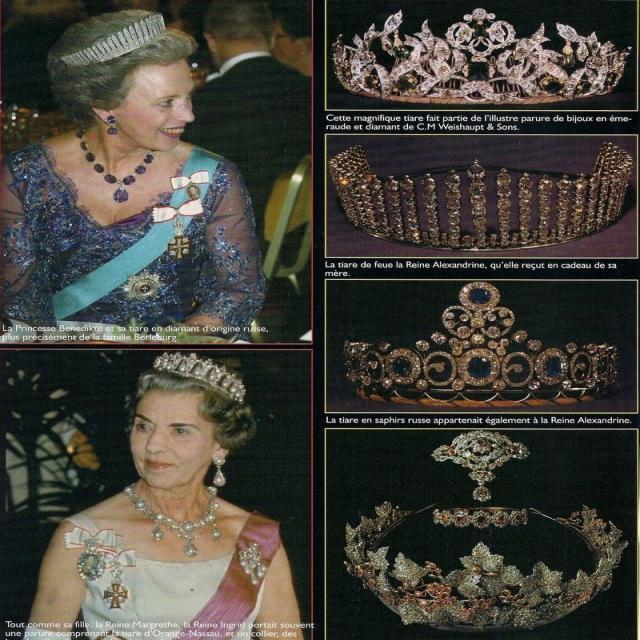 La Princesse Benedikte et sa tiare en diamant d'origine russe,
plus précisément de la famille Berleburg.
Tout comme sa fille, la Reine Margrethe, la Reine Ingrid portait souvent
une parure comprenant la tiare d'Orange-Nassau, et un collier, des
Cette magnifique tiare fait partie de l'illustre parure de bijoux en éme-
raude et diamant de C.M Weishaupt & Sons.
La tiare de feue la Reine Alexandrine, qu'elle reçut en cadeau de sa
mère.
La tiare en saphirs russe appartenait également à la Reine Alexandrine.